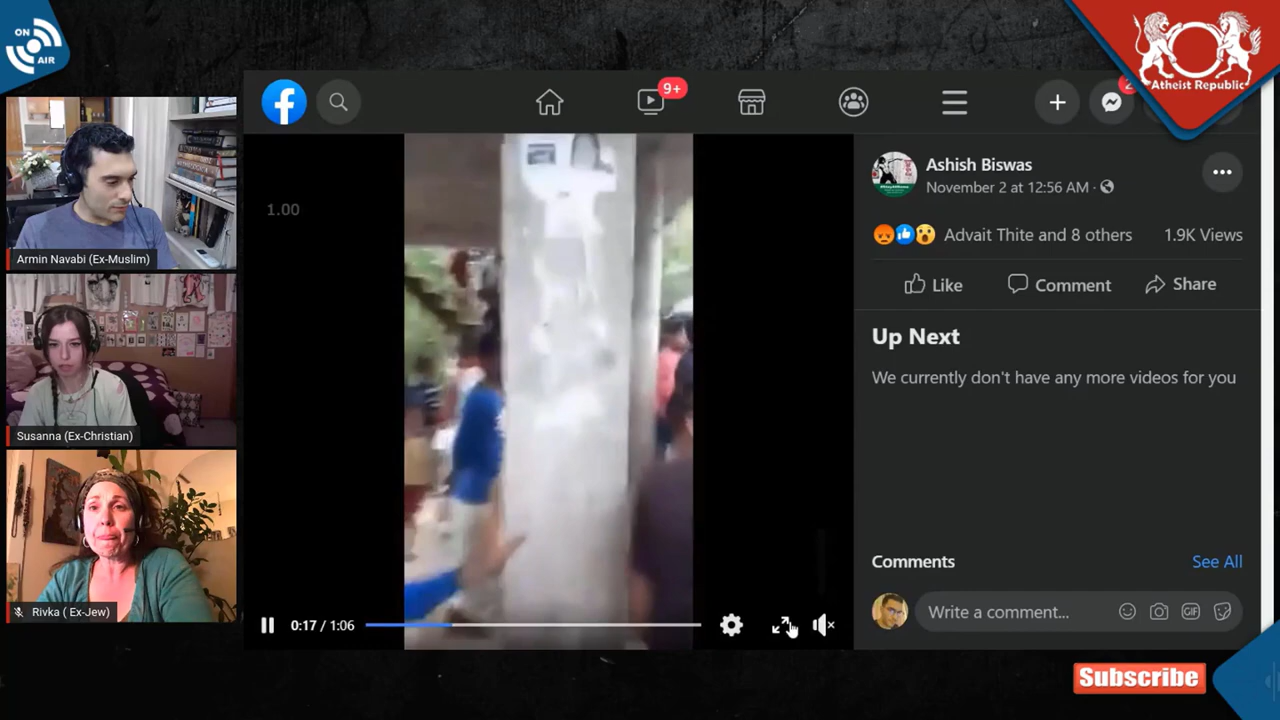 ON
AIR
Atheist Republic
Armin Navabi (Ex-Muslim)
Susanna (Ex-Christian)
Rivka ( Ex-Jew)
9+
1.00
0:17 / 1:06
Ashish Biswas
November 2 at 12:56 AM ·
Advait Thite and 8 others 1.9K Views
Like Comment Share
Up Next
We currently don't have any more videos for you
Comments See All
Write a comment... GIF
Subscribe